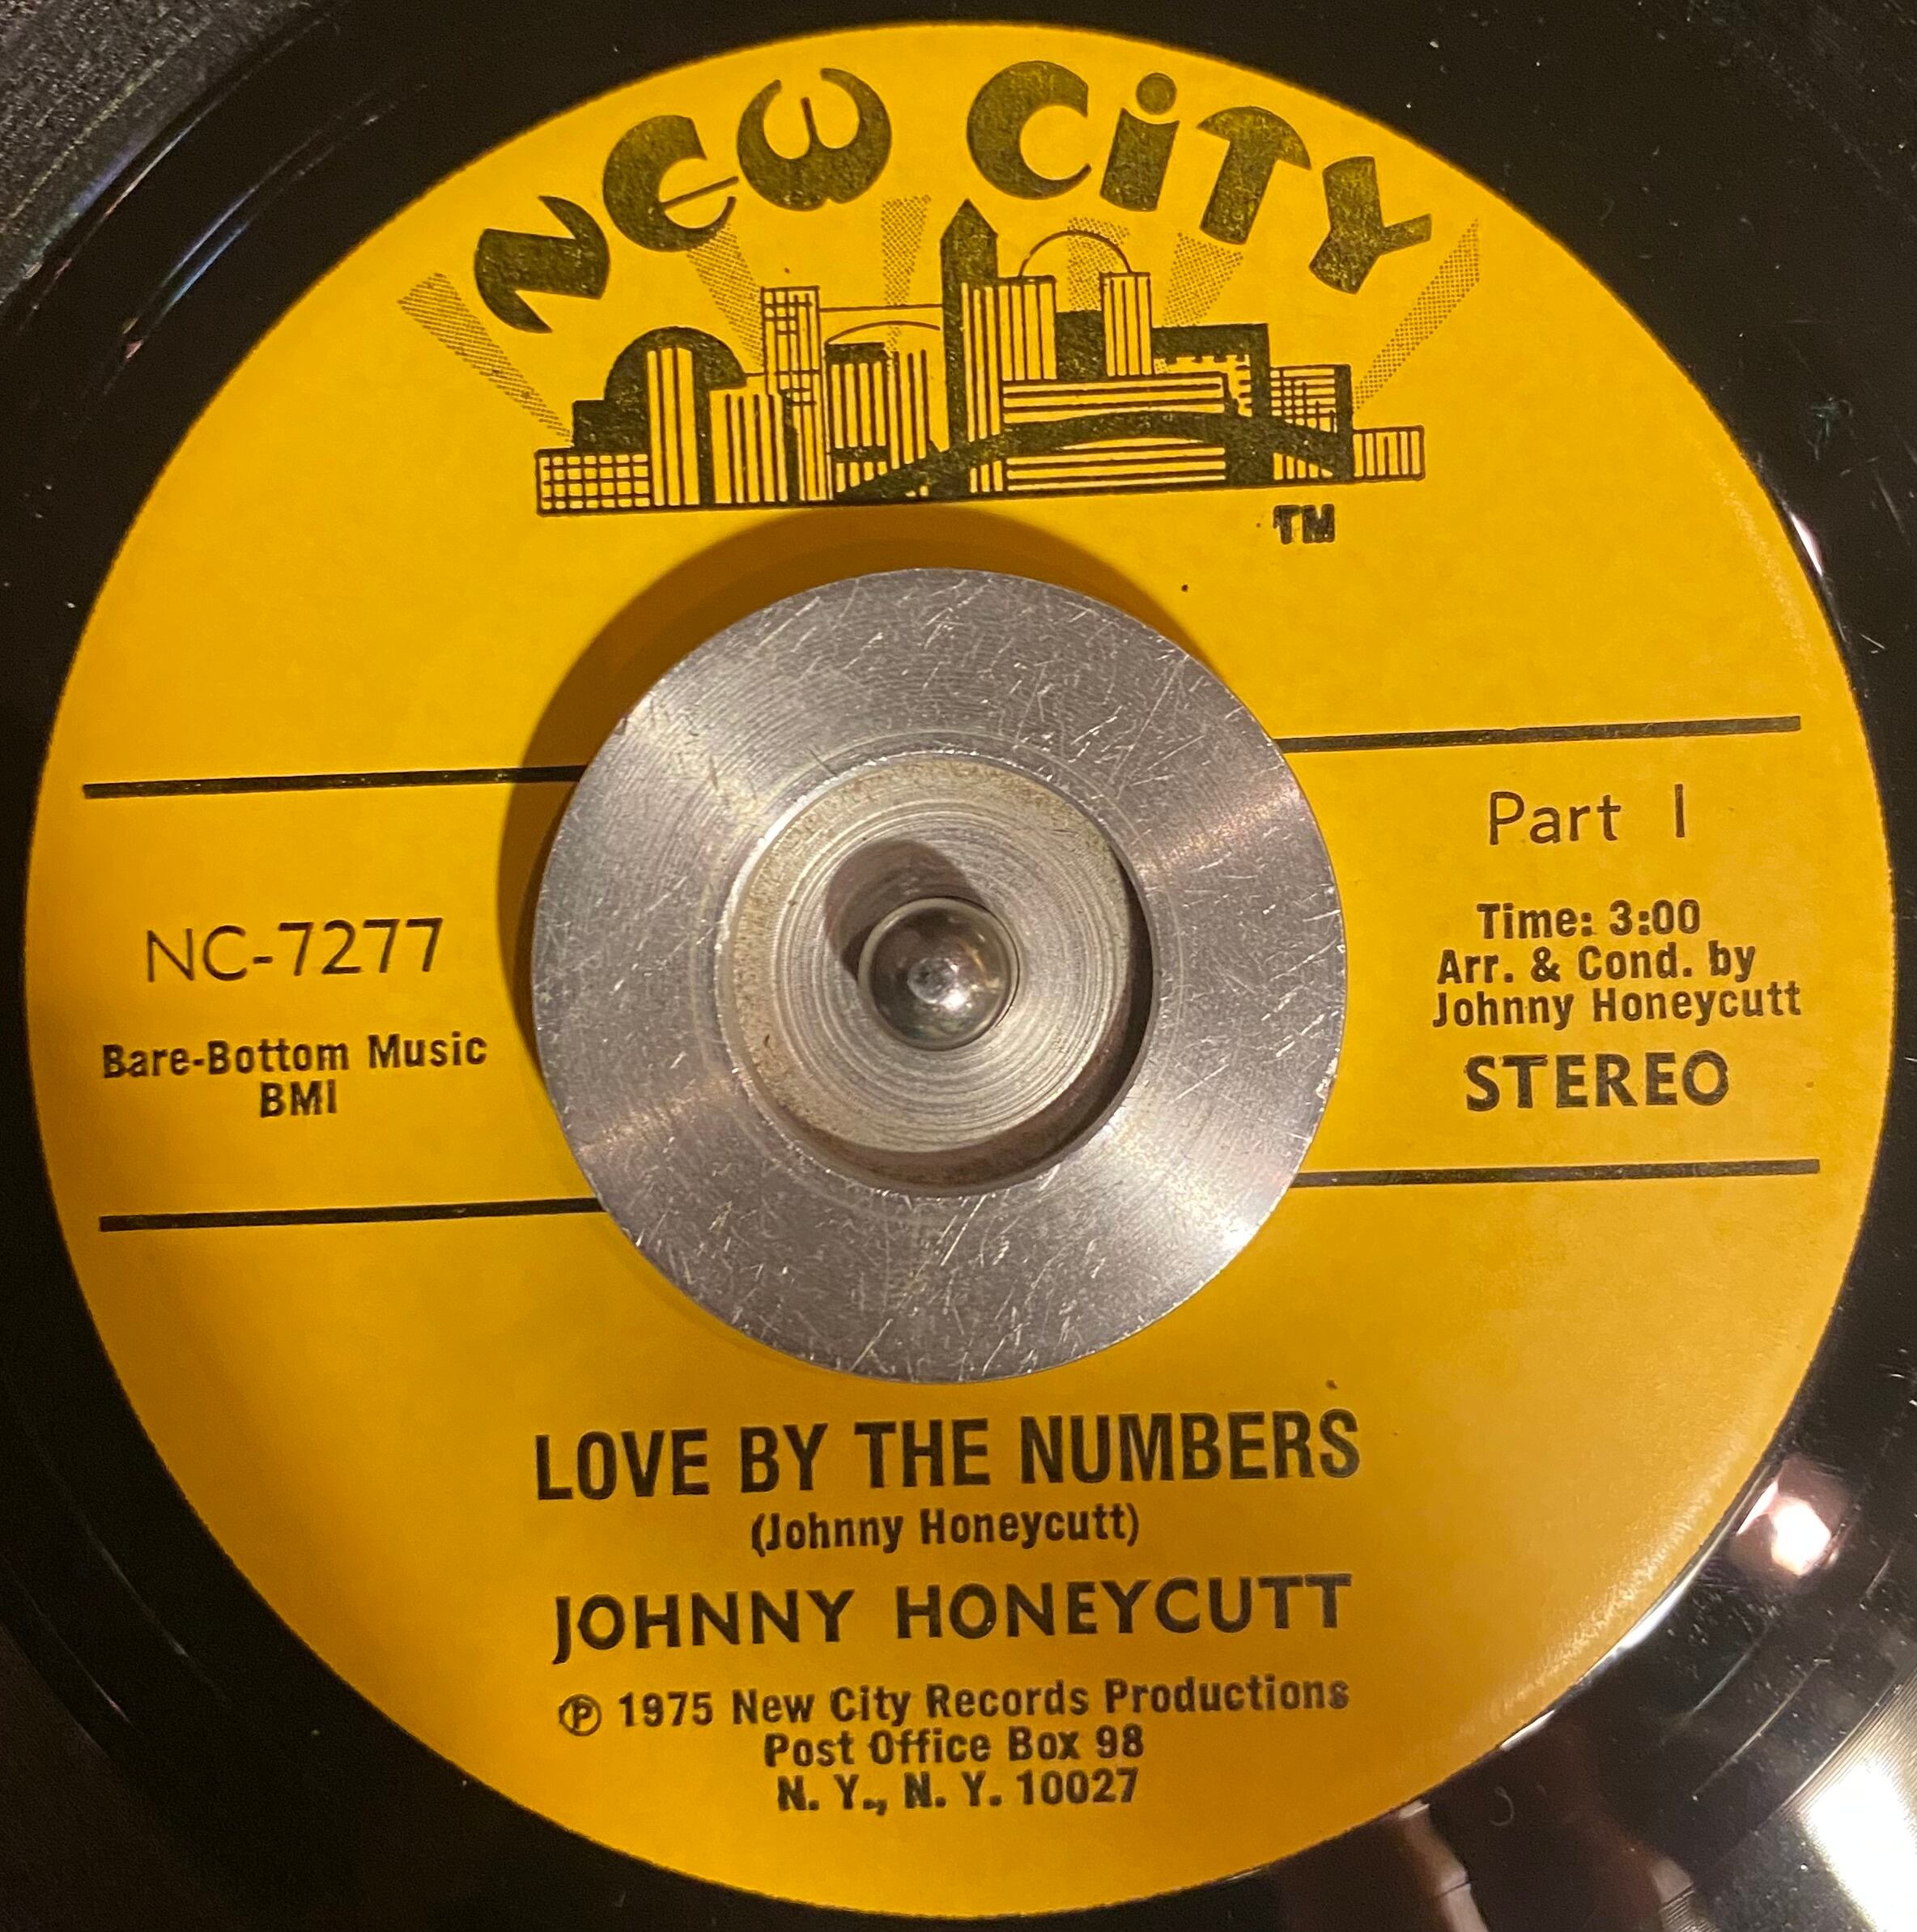 NEW CiTY
TM
NC-7277
Bare-Bottom Music
BMI
Part I
Time: 3:00
Arr. & Cond. by
Johnny Honeycutt
STEREO
LOVE BY THE NUMBERS
(Johnny Honeycutt)
JOHNNY HONEYCUTT
℗ 1975 New City Records Productions
Post Office Box 98
N. Y., N. Y. 10027